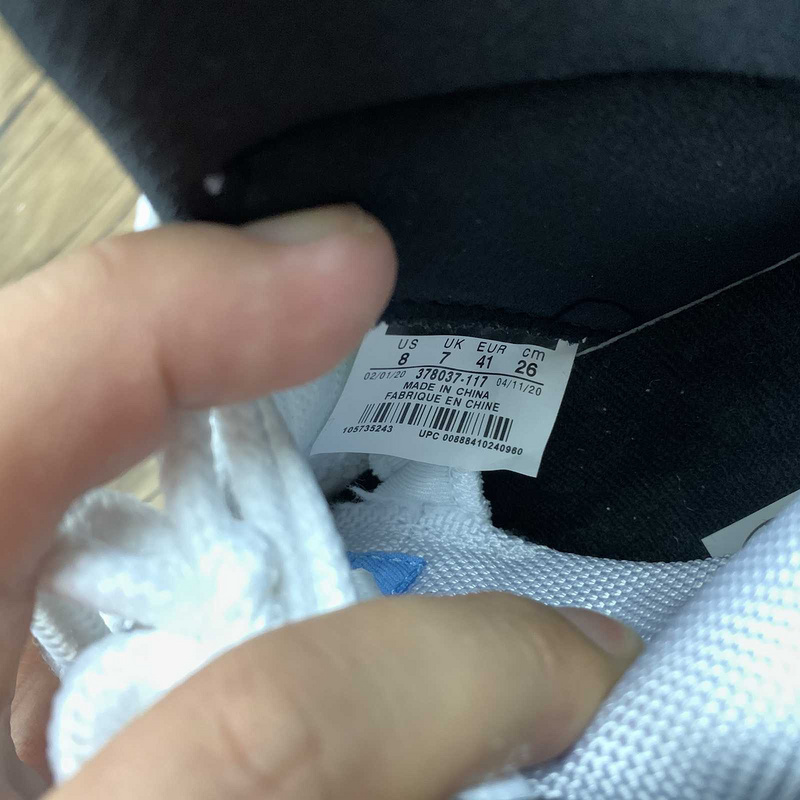 US UK EUR cm
8 7 41 26
02/01/20 378037-117 04/11/20
MADE IN CHINA
FABRIQUE EN CHINE
105735243 UPC 00888410240960